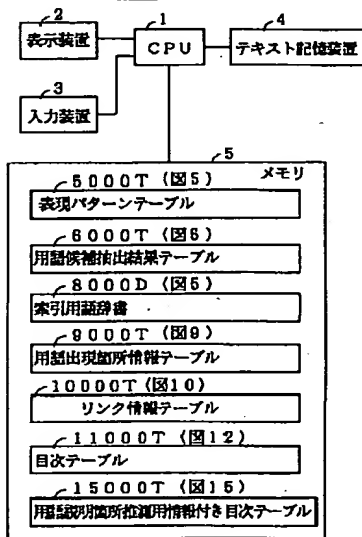 2
表示装置
1
CPU
4
テキスト記憶装置
3
入力装置
5
メモリ
5000T (図5)
表現パターンテーブル
6000T (図6)
用語候補抽出結果テーブル
8000D (図5)
索引用語辞書
9000T (図9)
用語出現箇所情報テーブル
10000T (図10)
リンク情報テーブル
11000T (図12)
目次テーブル
15000T (図15)
用語説明箇所推測用情報付き目次テーブル